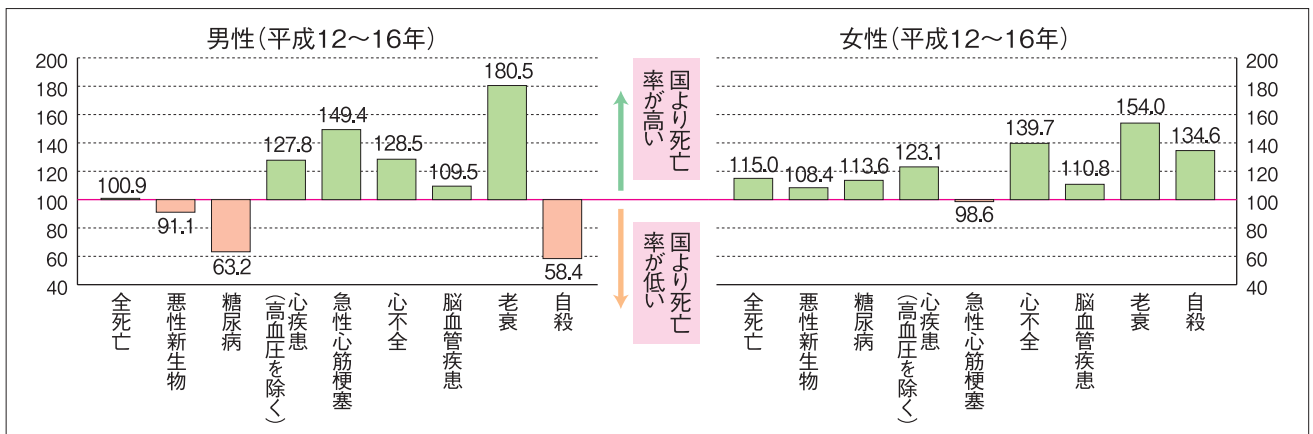 男性(平成12〜16年)
200
180
160
140
120
100
80
60
40
100.9
91.1
63.2
127.8
149.4
128.5
109.5
180.5
58.4
全死亡
悪性新生物
糖尿病
心疾患
(高血圧を除く)
急性心筋梗塞
心不全
脳血管疾患
老衰
自殺
国より死亡
率が高い
国より死亡
率が低い
女性(平成12〜16年)
115.0
108.4
113.6
123.1
98.6
139.7
110.8
154.0
134.6
200
180
160
140
120
100
80
60
40
全死亡
悪性新生物
糖尿病
心疾患
(高血圧を除く)
急性心筋梗塞
心不全
脳血管疾患
老衰
自殺